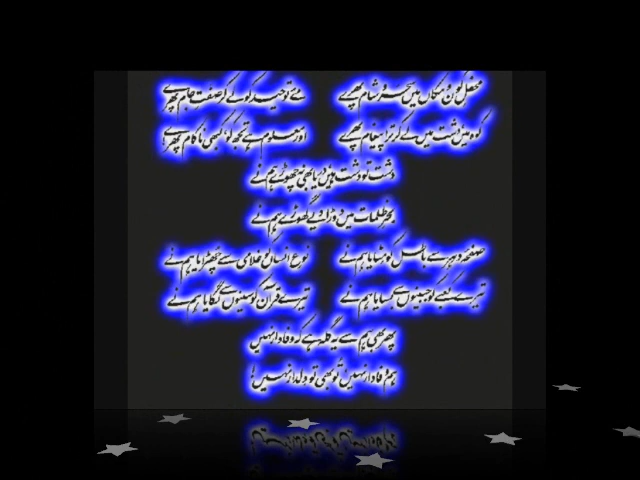 محفلِ کون و مکاں میں سحر و شام پھرے مئے توحید کو لے کر صفتِ جام پھرے
کوہ میں دشت میں لے کر ترا پیغام پھرے اور معلوم ہے تجھ کو کبھی ناکام پھرے!
دشت تو دشت ہیں دریا بھی نہ چھوڑے ہم نے
بحرِ ظلمات میں دوڑا دیے گھوڑے ہم نے
صفحۂ دہر سے باطل کو مٹایا ہم نے نوعِ انساں کو غلامی سے چھڑایا ہم نے
تیرے کعبے کو جبینوں سے بسایا ہم نے تیرے قرآن کو سینوں سے لگایا ہم نے
پھر بھی ہم سے یہ گلہ ہے کہ وفادار نہیں
ہم وفادار نہیں تو بھی تو دلدار نہیں!